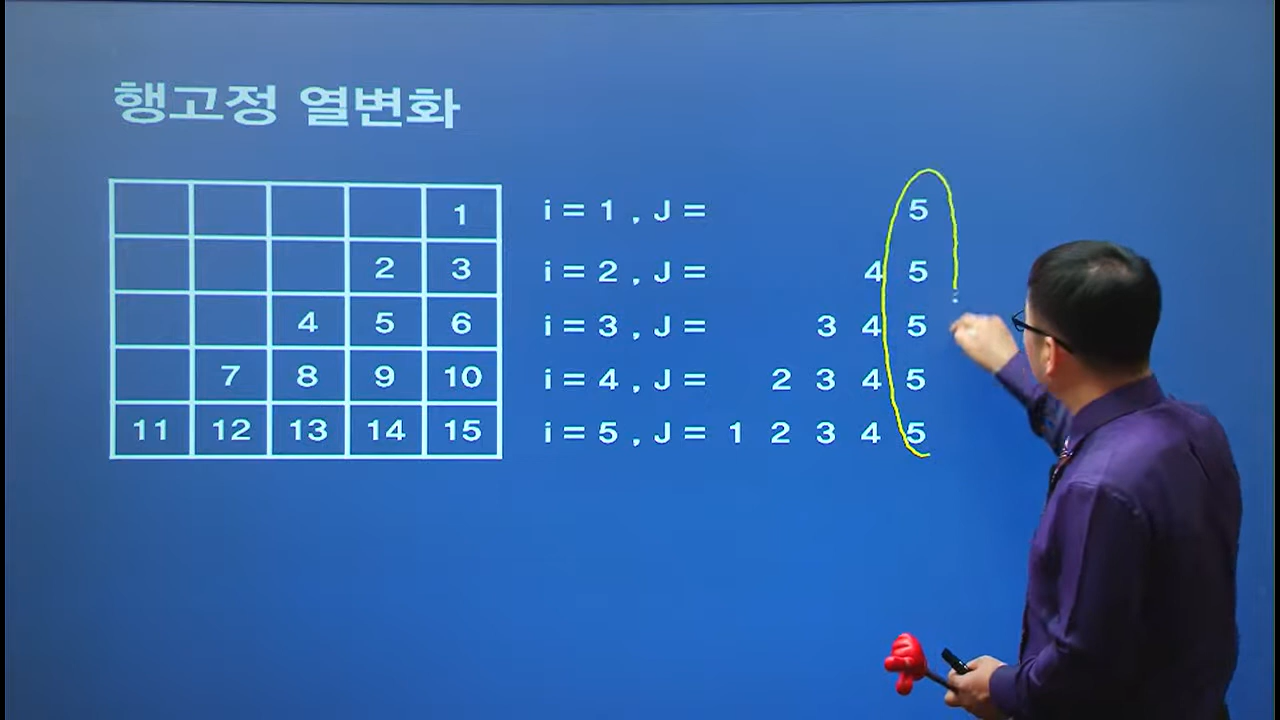 행고정 열변화
1
2 3
4 5 6
7 8 9 10
11 12 13 14 15
i = 1 , J = 5
i = 2 , J = 4 5
i = 3 , J = 3 4 5
i = 4 , J = 2 3 4 5
i = 5 , J = 1 2 3 4 5